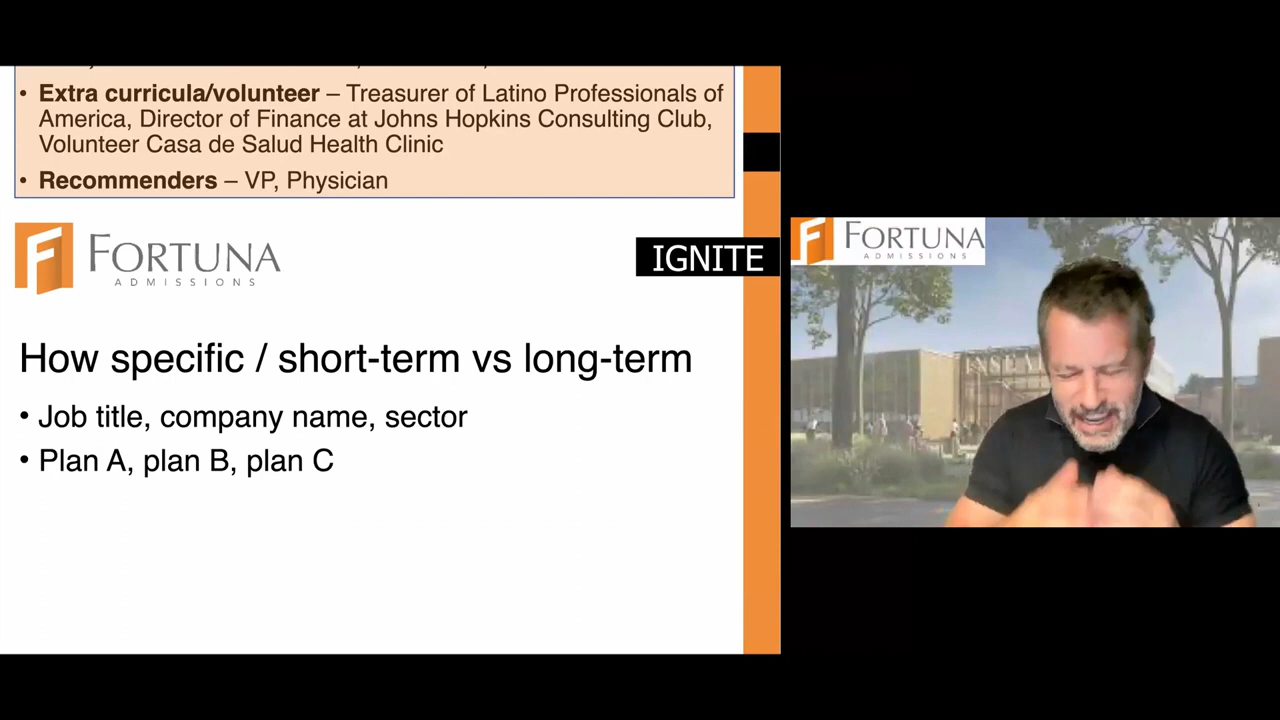 • Extra curricula/volunteer – Treasurer of Latino Professionals of
America, Director of Finance at Johns Hopkins Consulting Club,
Volunteer Casa de Salud Health Clinic
• Recommenders – VP, Physician
FORTUNA
ADMISSIONS
IGNITE
How specific / short-term vs long-term
• Job title, company name, sector
• Plan A, plan B, plan C
FORTUNA
ADMISSIONS